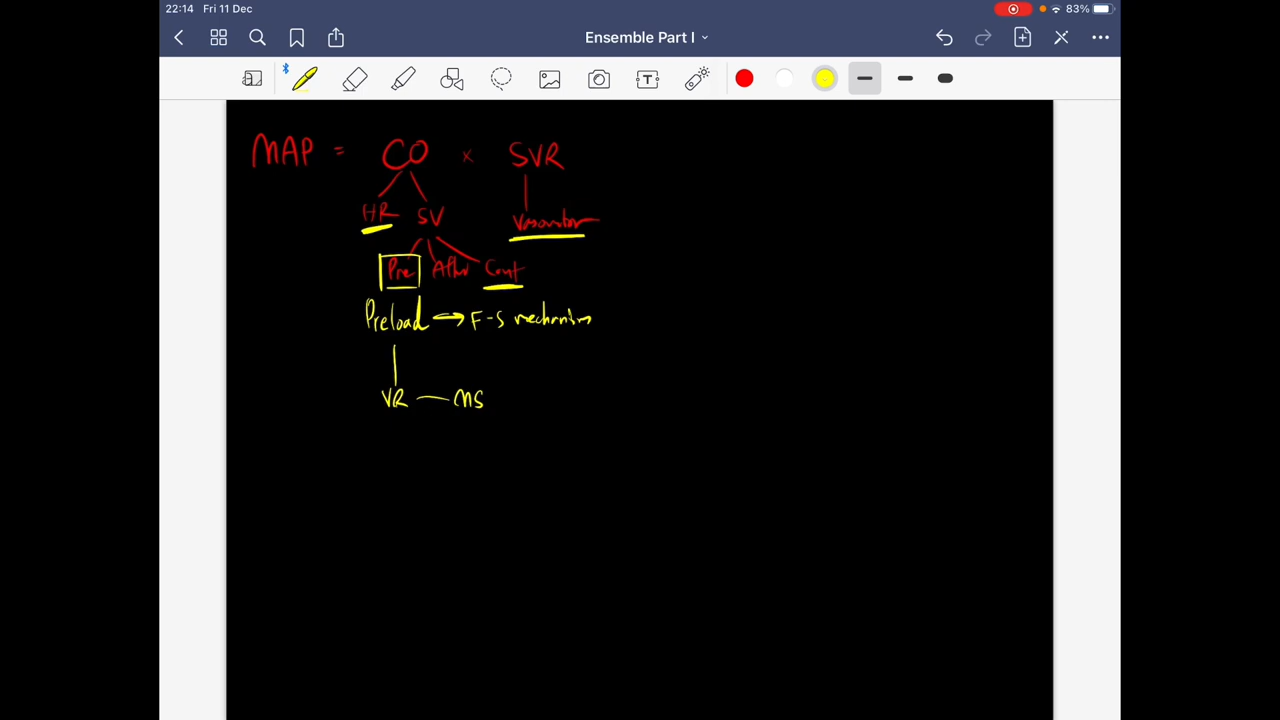 22:14 Fri 11 Dec 83%
Ensemble Part I
MAP = CO x SVR
HR SV Vasomotor
Pre After Cont
Preload → F-S mechanism
VR — MS